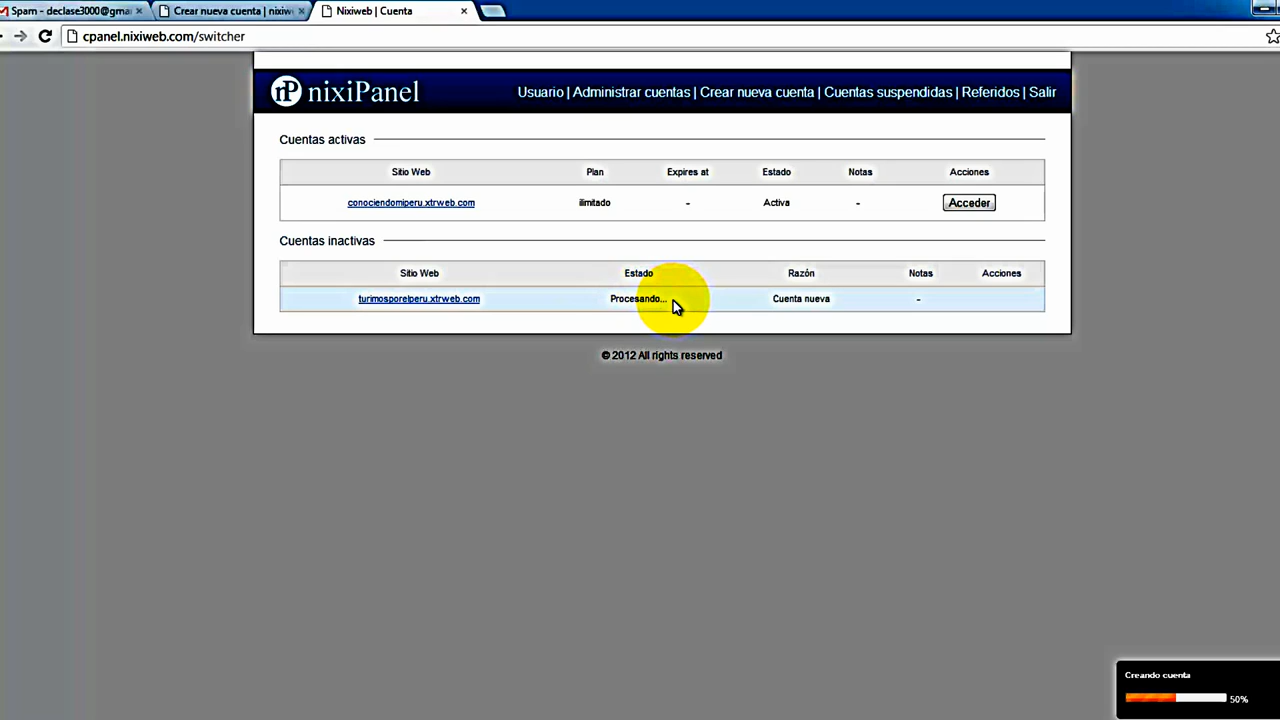 Spam - declase3000@gma
Crear nueva cuenta | nixiw
Nixiweb | Cuenta
cpanel.nixiweb.com/switcher
nP nixiPanel
Usuario | Administrar cuentas | Crear nueva cuenta | Cuentas suspendidas | Referidos | Salir
Cuentas activas
Sitio Web Plan Expires at Estado Notas Acciones
conociendomiperu.xtrweb.com ilimitado - Activa - Acceder
Cuentas inactivas
Sitio Web Estado Razón Notas Acciones
turimosporelperu.xtrweb.com Procesando... Cuenta nueva -
© 2012 All rights reserved
Creando cuenta
50%